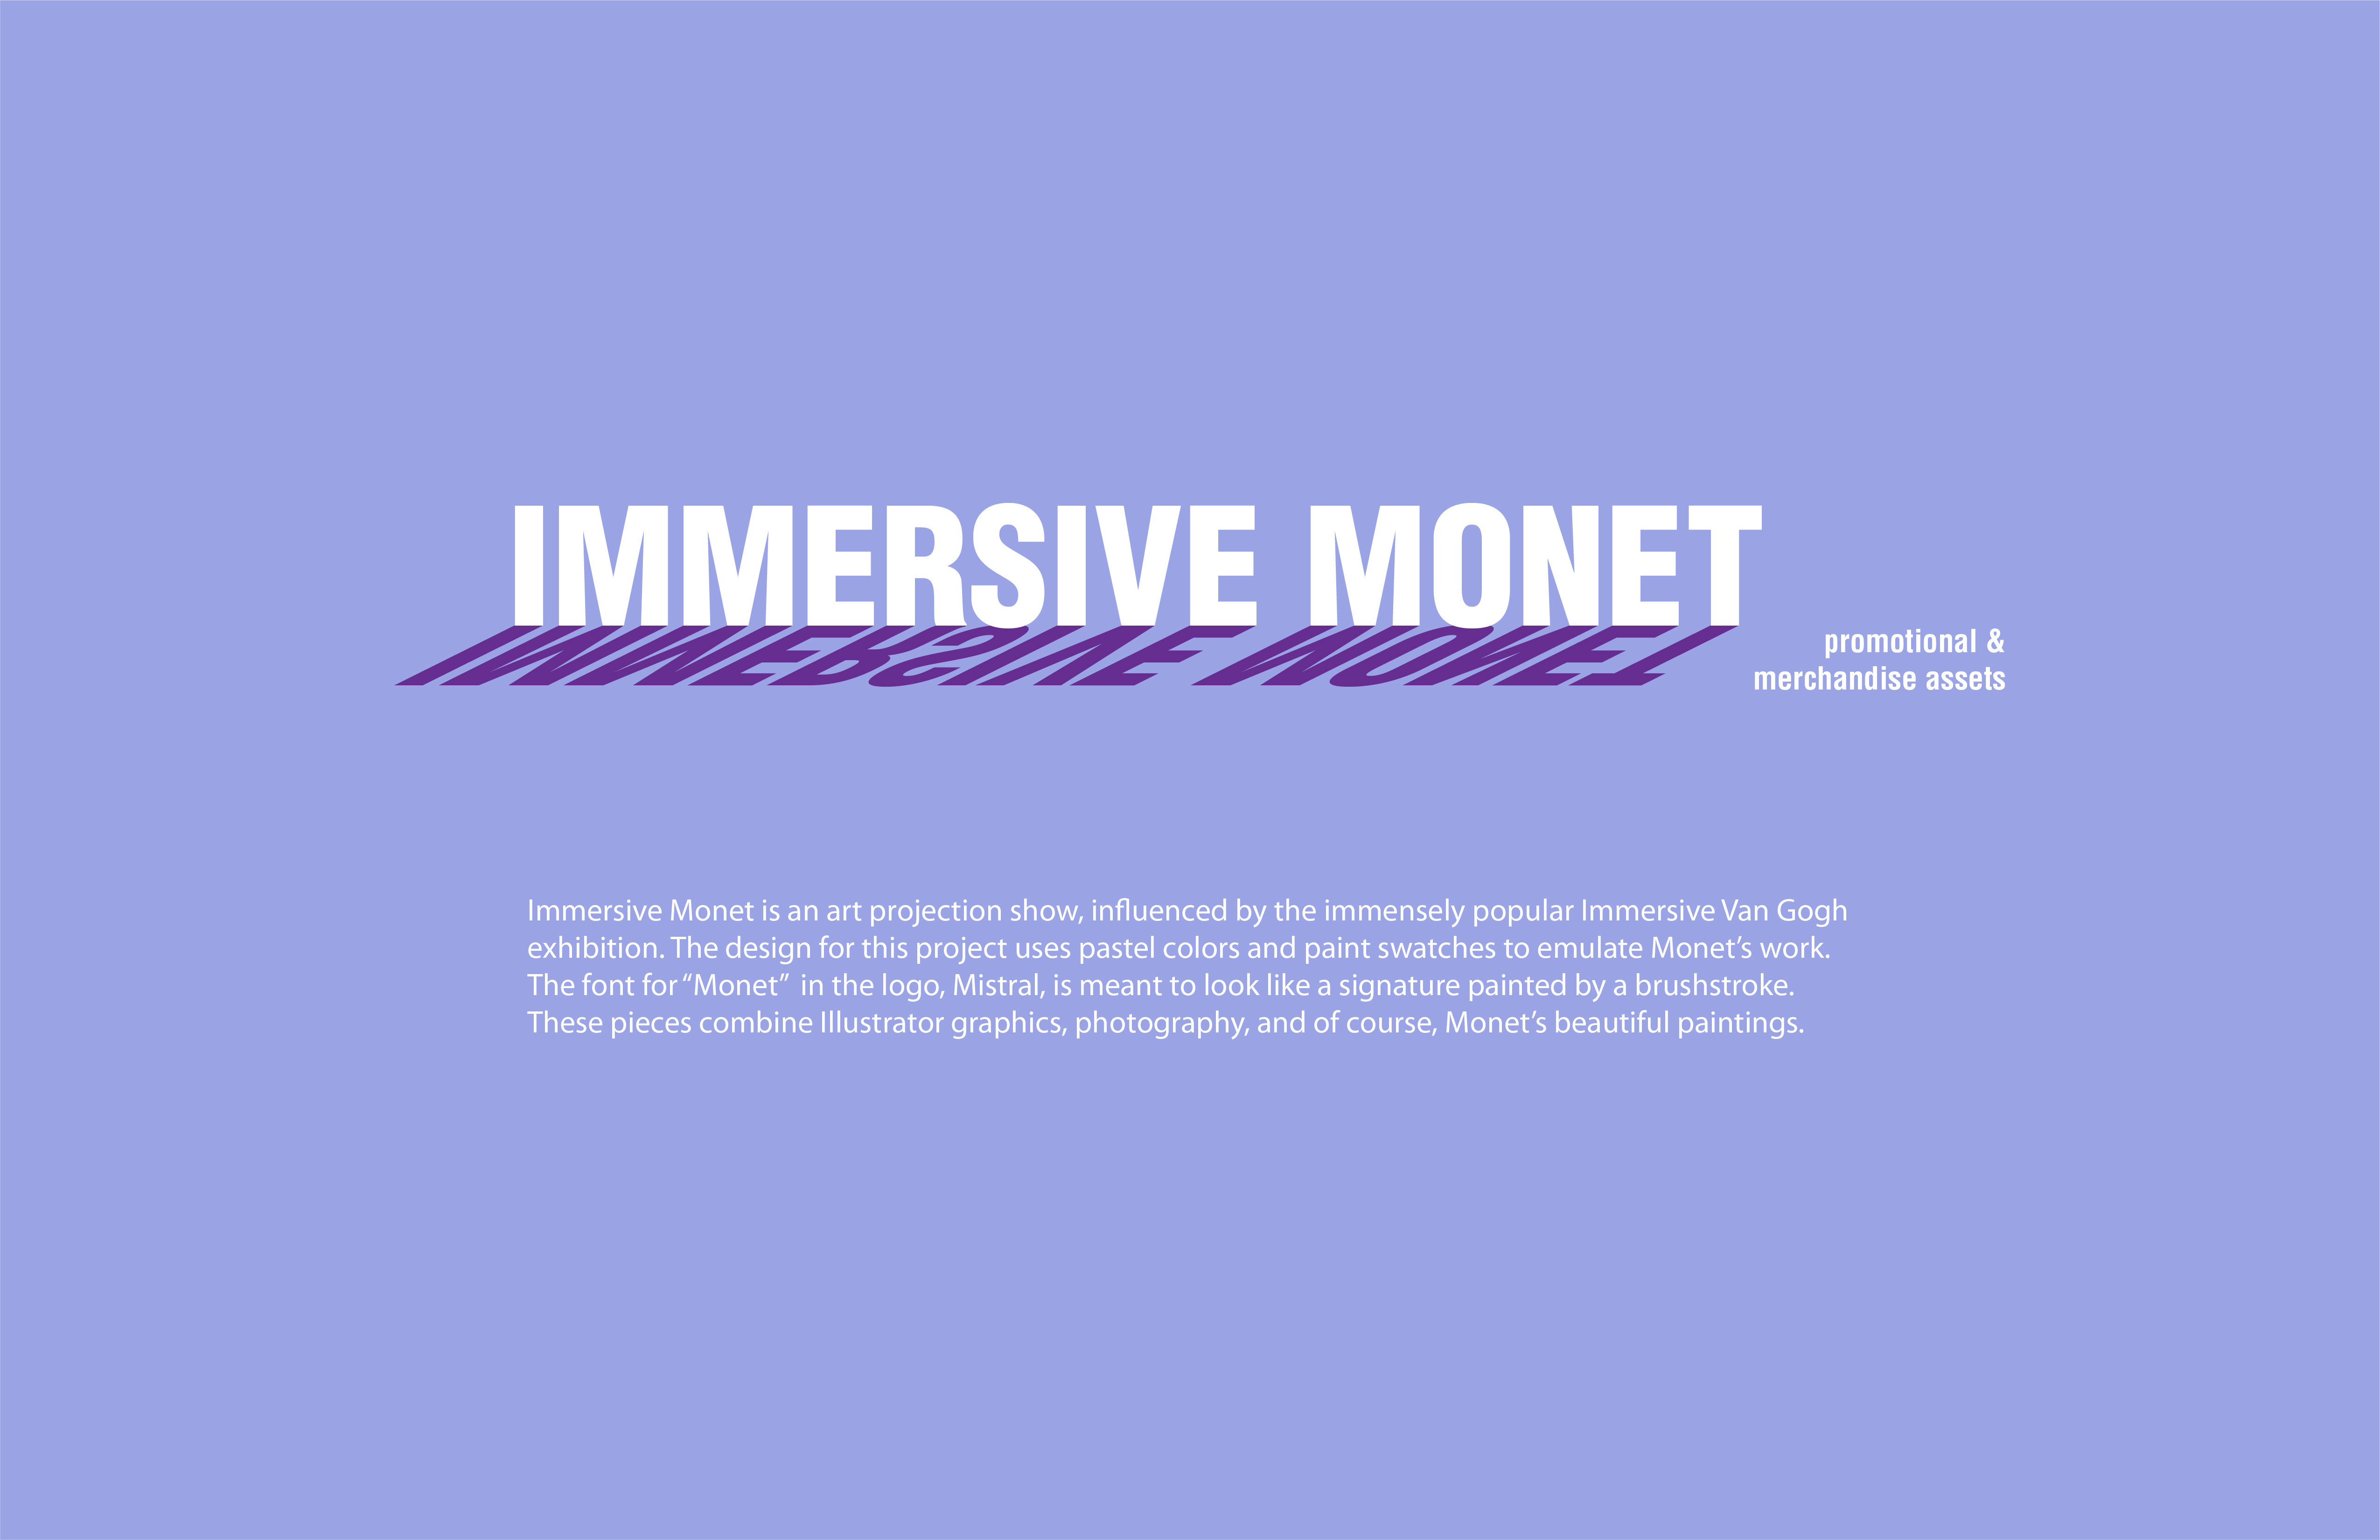 IMMERSIVE MONET
promotional &
merchandise assets
Immersive Monet is an art projection show, influenced by the immensely popular Immersive Van Gogh
exhibition. The design for this project uses pastel colors and paint swatches to emulate Monet’s work.
The font for “Monet” in the logo, Mistral, is meant to look like a signature painted by a brushstroke.
These pieces combine Illustrator graphics, photography, and of course, Monet’s beautiful paintings.